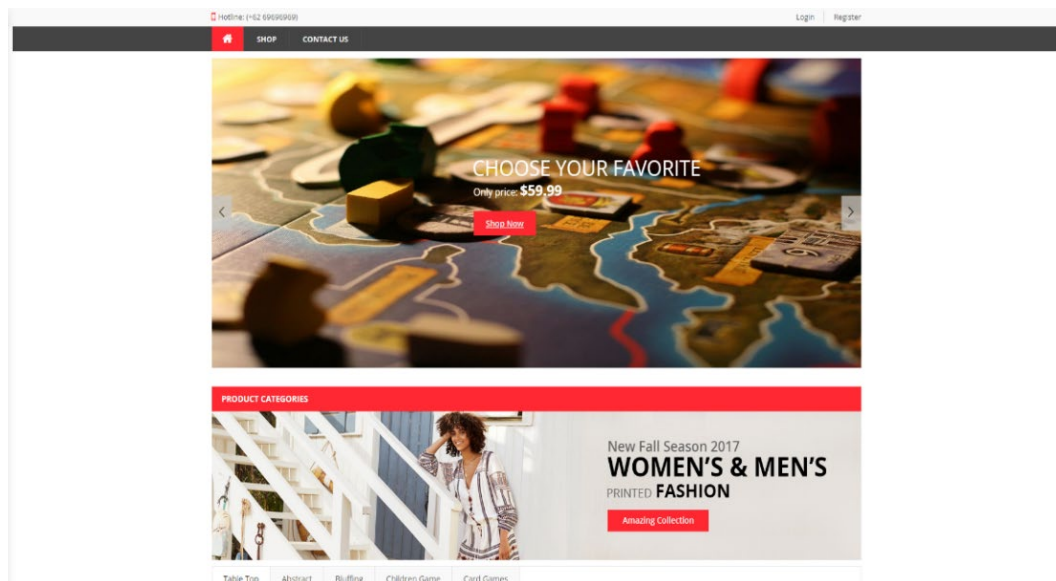 Hotline: (+62 69696969)
Login Register
SHOP CONTACT US
CHOOSE YOUR FAVORITE
Only price: $59.99
Shop Now
PRODUCT CATEGORIES
New Fall Season 2017
WOMEN'S & MEN'S
PRINTED FASHION
Amazing Collection
Table Top Abstract Bluffing Children Game Card Games